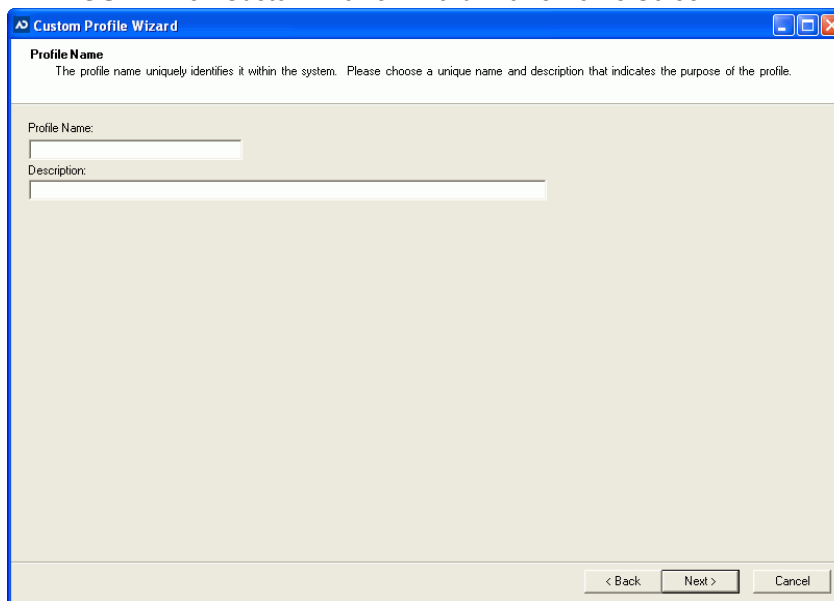 Custom Profile Wizard
Profile Name
The profile name uniquely identifies it within the system. Please choose a unique name and description that indicates the purpose of the profile.
Profile Name:
Description:
< Back Next > Cancel